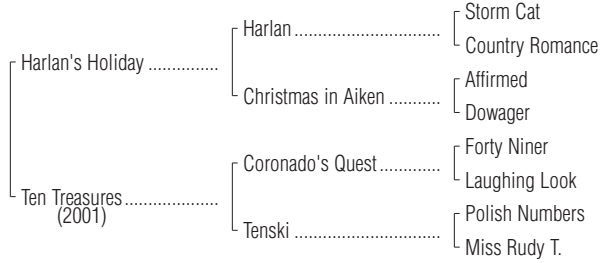 Storm Cat
Harlan ....................................
Country Romance
Harlan's Holiday ...............
Affirmed
Christmas in Aiken ...........
Dowager
Forty Niner
Coronado's Quest.............
Laughing Look
Ten Treasures....................
(2001)
Polish Numbers
Tenski ....................................
Miss Rudy T.